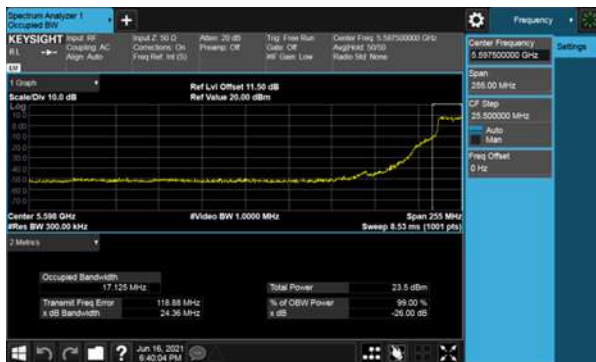 Spectrum Analyzer 1
Occupied BW
+
Frequency
KEYSIGHT Input: RF
R L
Coupling: AC
Align: Auto
Input Z: 50 Ω
Corrections: On
Freq Ref: Int (S)
Atten: 20 dB
Preamp: Off
Trig: Free Run
Gate: Off
#IF Gain: Low
Center Freq: 5.597500000 GHz
Avg|Hold: 50/50
Radio Std: None
Center Frequency
5.597500000 GHz
Settings
Span
255.00 MHz
CF Step
25.500000 MHz
Auto
Man
Freq Offset
0 Hz
1 Graph
Scale/Div 10.0 dB
Ref Lvl Offset 11.50 dB
Ref Value 20.00 dBm
Log
10.0
0.00
-10.0
-20.0
-30.0
-40.0
-50.0
-60.0
-70.0
Center 5.598 GHz
#Res BW 300.00 kHz
#Video BW 1.0000 MHz
Span 255 MHz
Sweep 8.53 ms (1001 pts)
2 Metrics
Occupied Bandwidth
17.125 MHz
Total Power 23.5 dBm
Transmit Freq Error 118.88 MHz
% of OBW Power 99.00 %
x dB Bandwidth 24.36 MHz
x dB -26.00 dB
?
Jun 16, 2021
6:40:04 PM